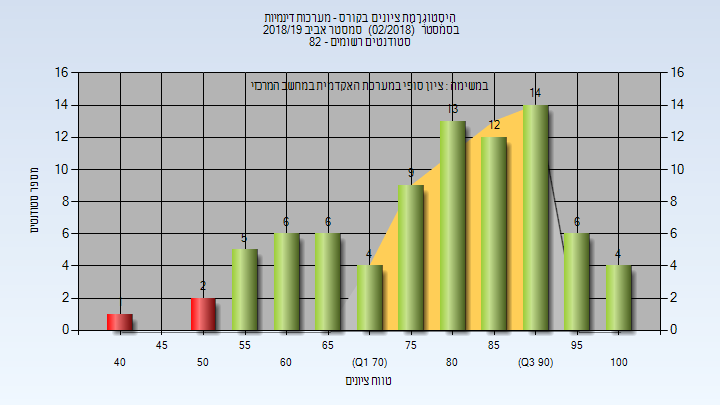 היסטוגרמת ציונים בקורס - מערכות דינמיות
בסמסטר (02/2018) סמסטר אביב 2018/19
סטודנטים רשומים - 82
במשימה : ציון סופי במערכת האקדמית במחשב המרכזי
16 16
14 14
12 12
10 10
8 8
6 6
4 4
2 2
0 0
2 5 6 6 4 9 13 12 14 6 4
מספר סטודנטים
45 55 65 75 85 95
40 50 60 (Q1 70) 80 (Q3 90) 100
טווח ציונים